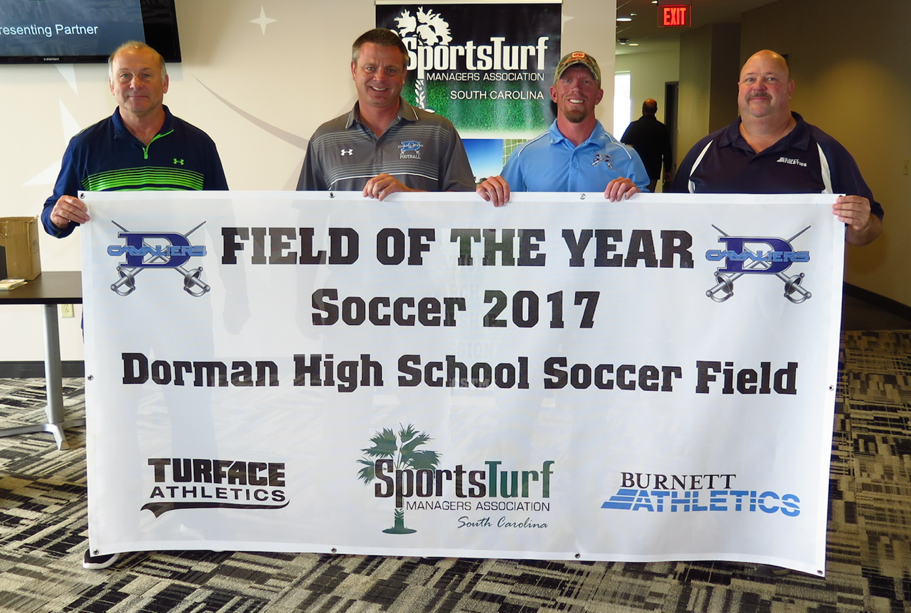 resenting Partner
SportsTurf
MANAGERS ASSOCIATION
SOUTH CAROLINA
EXIT
FOOTBALL
D
CAVALIERS
FIELD OF THE YEAR
D
CAVALIERS
Soccer 2017
Dorman High School Soccer Field
TURFACE
ATHLETICS
SportsTurf
MANAGERS ASSOCIATION
South Carolina
BURNETT
ATHLETICS